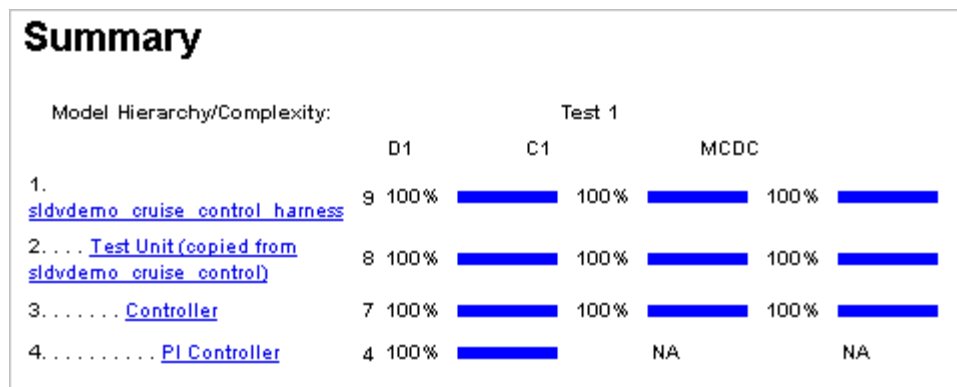 Summary
Model Hierarchy/Complexity: Test 1
D1 C1 MCDC
1.
sldvdemo_cruise_control_harness 9 100% 100% 100%
2. . . . Test Unit (copied from
sldvdemo_cruise_control) 8 100% 100% 100%
3. . . . . . . Controller 7 100% 100% 100%
4. . . . . . . . . . PI Controller 4 100% NA NA